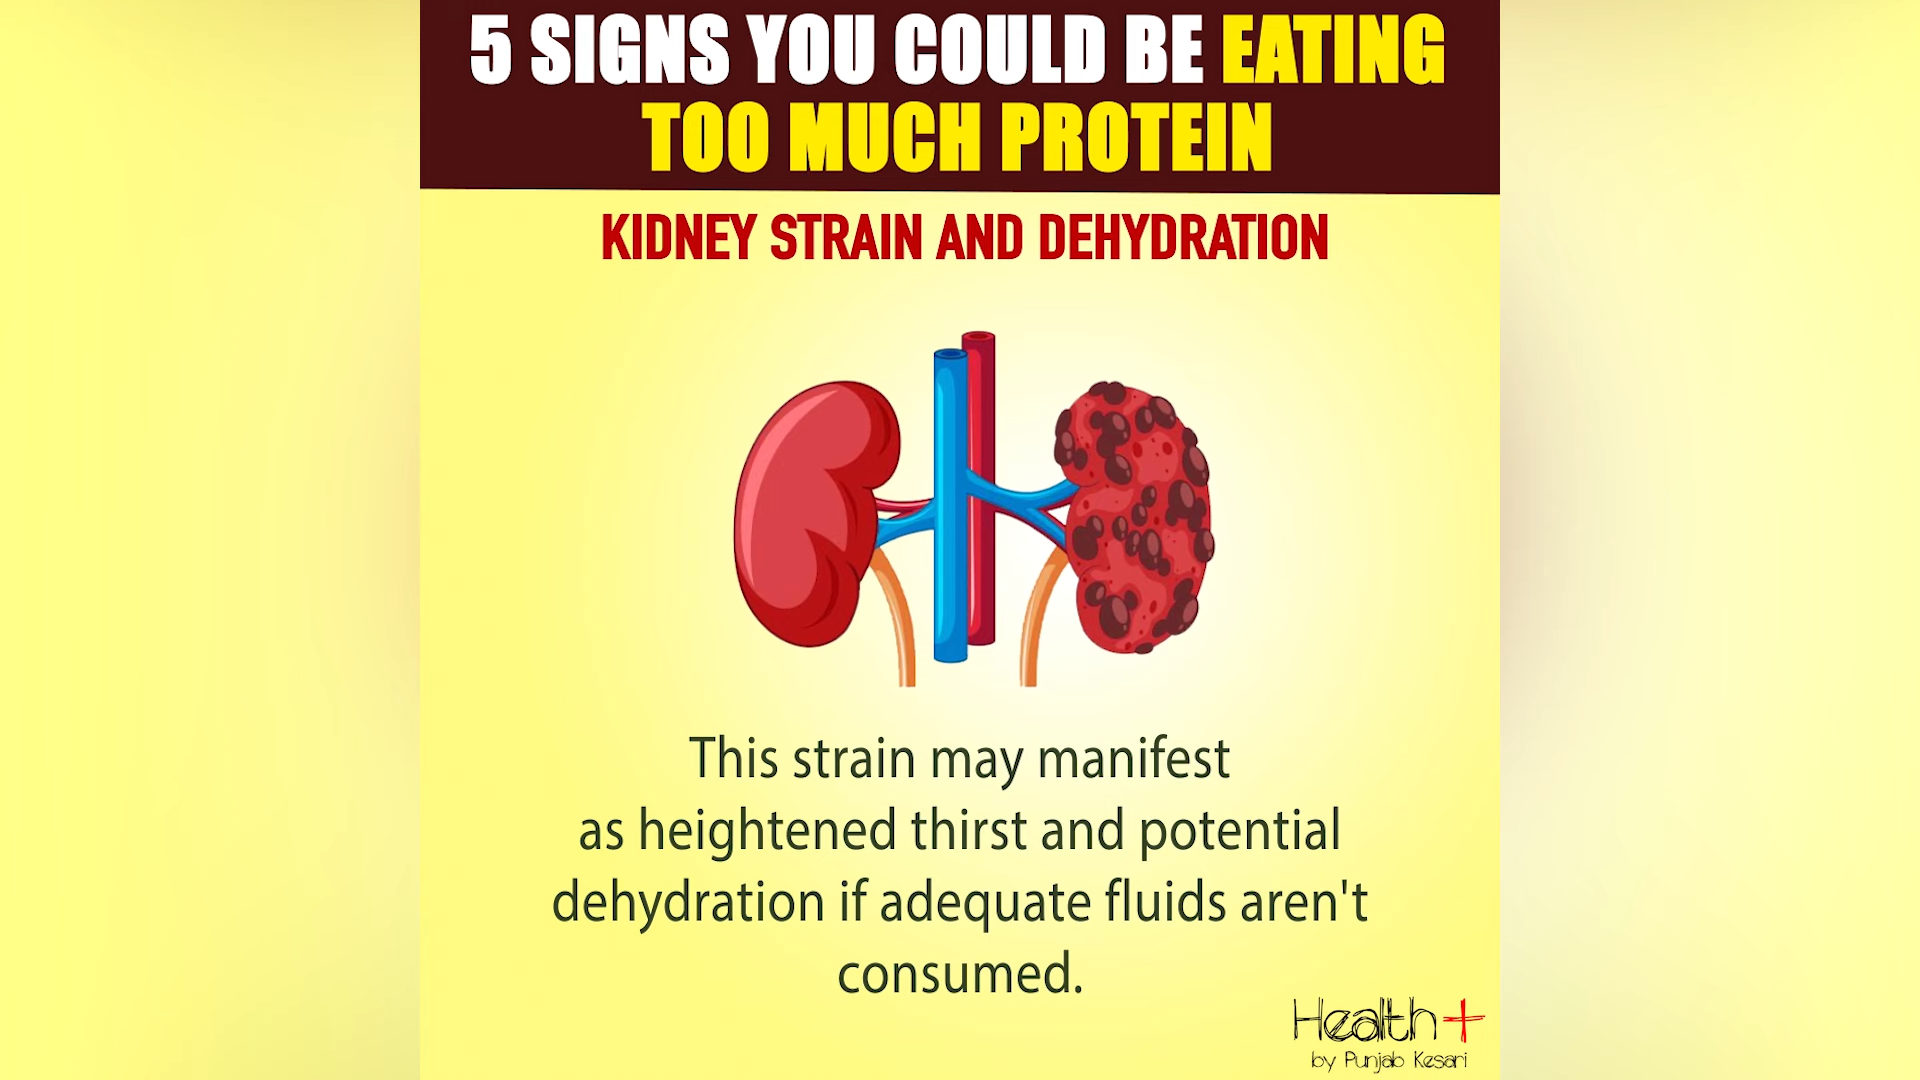 5 SIGNS YOU COULD BE EATING
TOO MUCH PROTEIN
KIDNEY STRAIN AND DEHYDRATION
This strain may manifest
as heightened thirst and potential
dehydration if adequate fluids aren't
consumed.
Health+
by Punjab Kesari